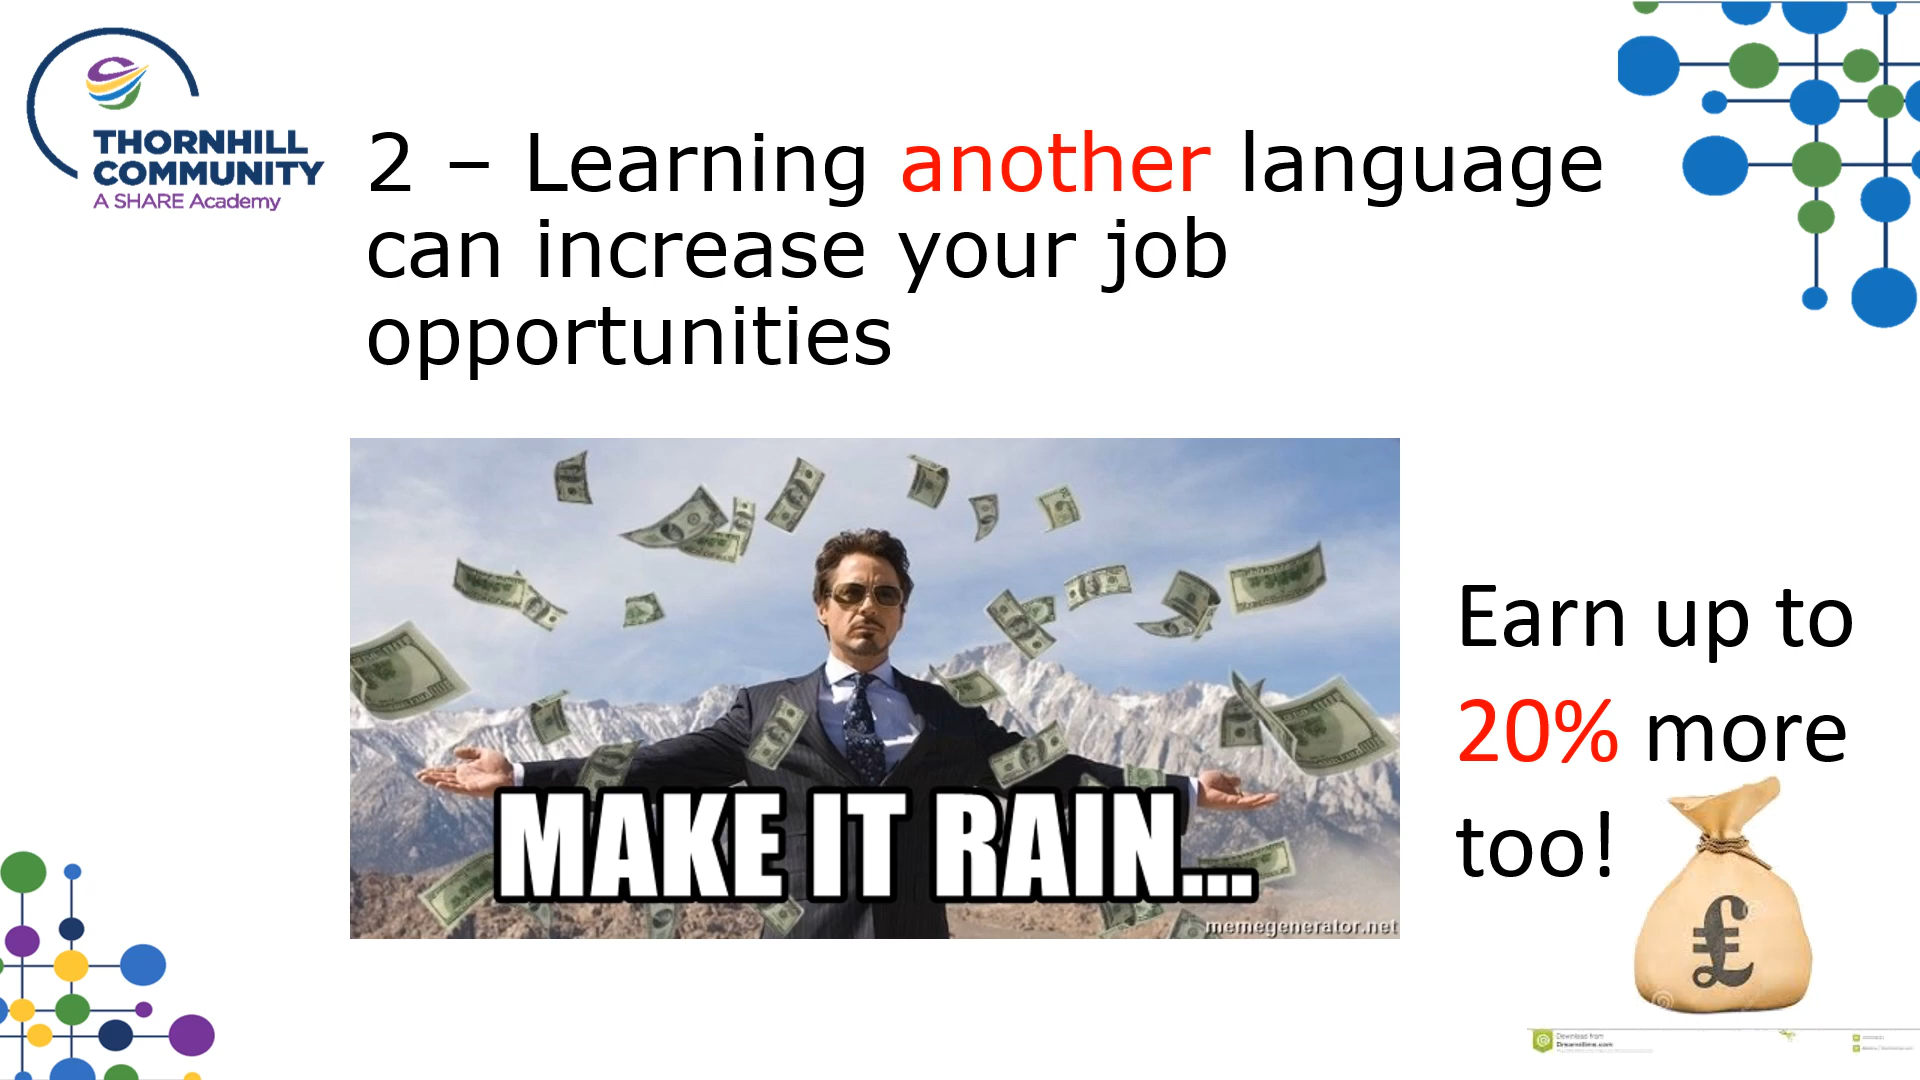 THORNHILL
COMMUNITY
A SHARE Academy
2 – Learning another language
can increase your job
opportunities
MAKE IT RAIN...
memegenerator.net
Earn up to
20% more
too!
£
Download from
Dreamstime.com